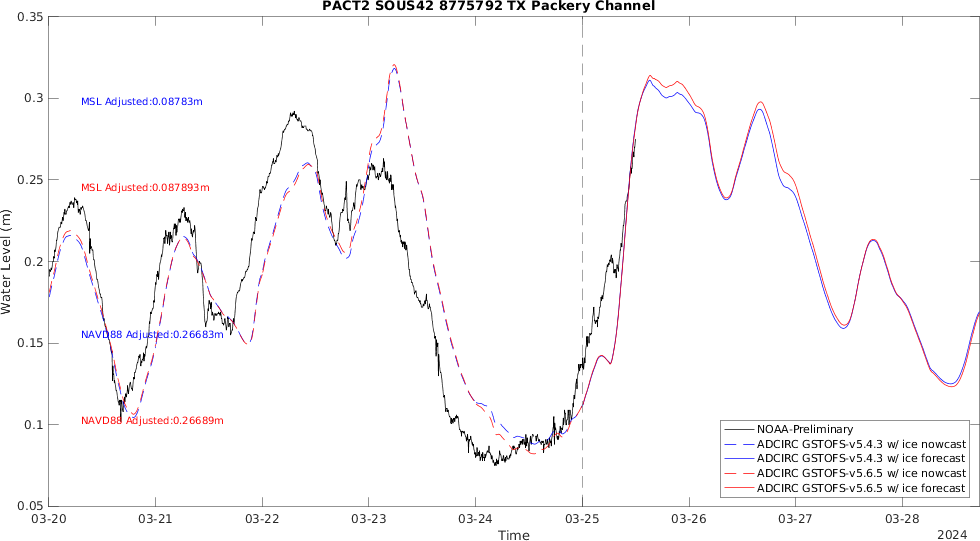 PACT2 SOUS42 8775792 TX Packery Channel
0.35
0.3
0.25
0.2
0.15
0.1
0.05
Water Level (m)
MSL Adjusted:0.08783m
MSL Adjusted:0.087893m
NAVD88 Adjusted:0.26683m
NAVD88 Adjusted:0.26689m
NOAA-Preliminary
ADCIRC GSTOFS-v5.4.3 w/ ice nowcast
ADCIRC GSTOFS-v5.4.3 w/ ice forecast
ADCIRC GSTOFS-v5.6.5 w/ ice nowcast
ADCIRC GSTOFS-v5.6.5 w/ ice forecast
03-20 03-21 03-22 03-23 03-24 03-25 03-26 03-27 03-28
Time
2024